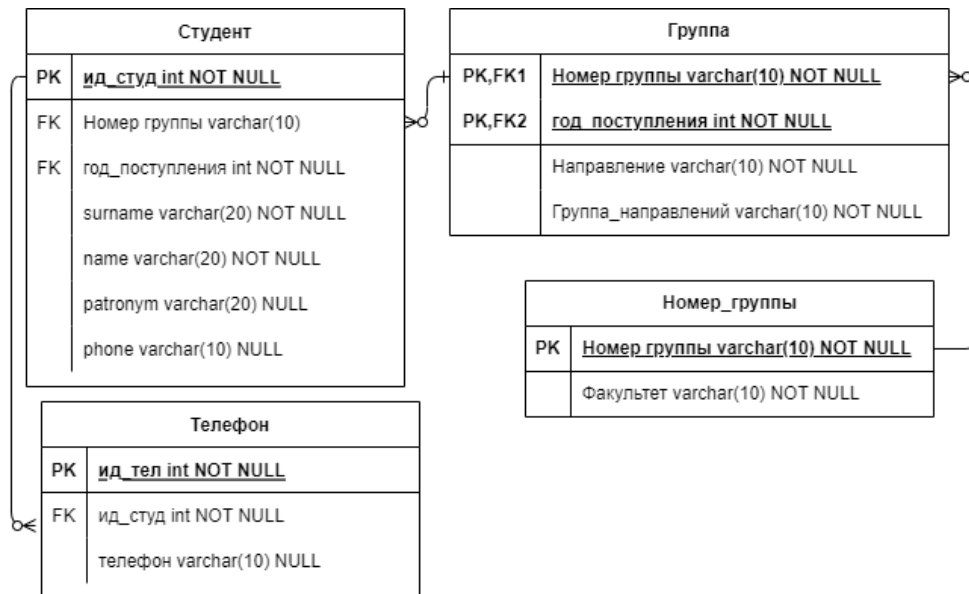 Студент
PK ид_студ int NOT NULL
FK Номер группы varchar(10)
FK год_поступления int NOT NULL
surname varchar(20) NOT NULL
name varchar(20) NOT NULL
patronym varchar(20) NULL
phone varchar(10) NULL
Группа
PK,FK1 Номер группы varchar(10) NOT NULL
PK,FK2 год_поступления int NOT NULL
Направление varchar(10) NOT NULL
Группа_направлений varchar(10) NOT NULL
Номер_группы
PK Номер группы varchar(10) NOT NULL
Факультет varchar(10) NOT NULL
Телефон
PK ид_тел int NOT NULL
FK ид_студ int NOT NULL
телефон varchar(10) NULL